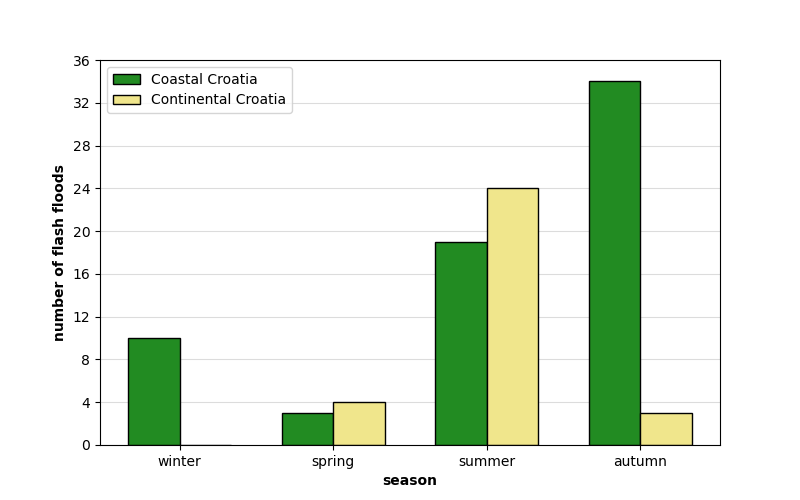 Coastal Croatia
Continental Croatia
number of flash floods
36
32
28
24
20
16
12
8
4
0
winter spring summer autumn
season